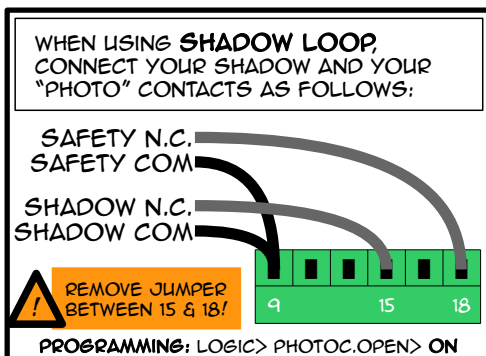 WHEN USING SHADOW LOOP,
CONNECT YOUR SHADOW AND YOUR
"PHOTO" CONTACTS AS FOLLOWS:
SAFETY N.C.
SAFETY COM
SHADOW N.C.
SHADOW COM
! REMOVE JUMPER
BETWEEN 15 & 18!
9 15 18
PROGRAMMING: LOGIC> PHOTOC.OPEN> ON